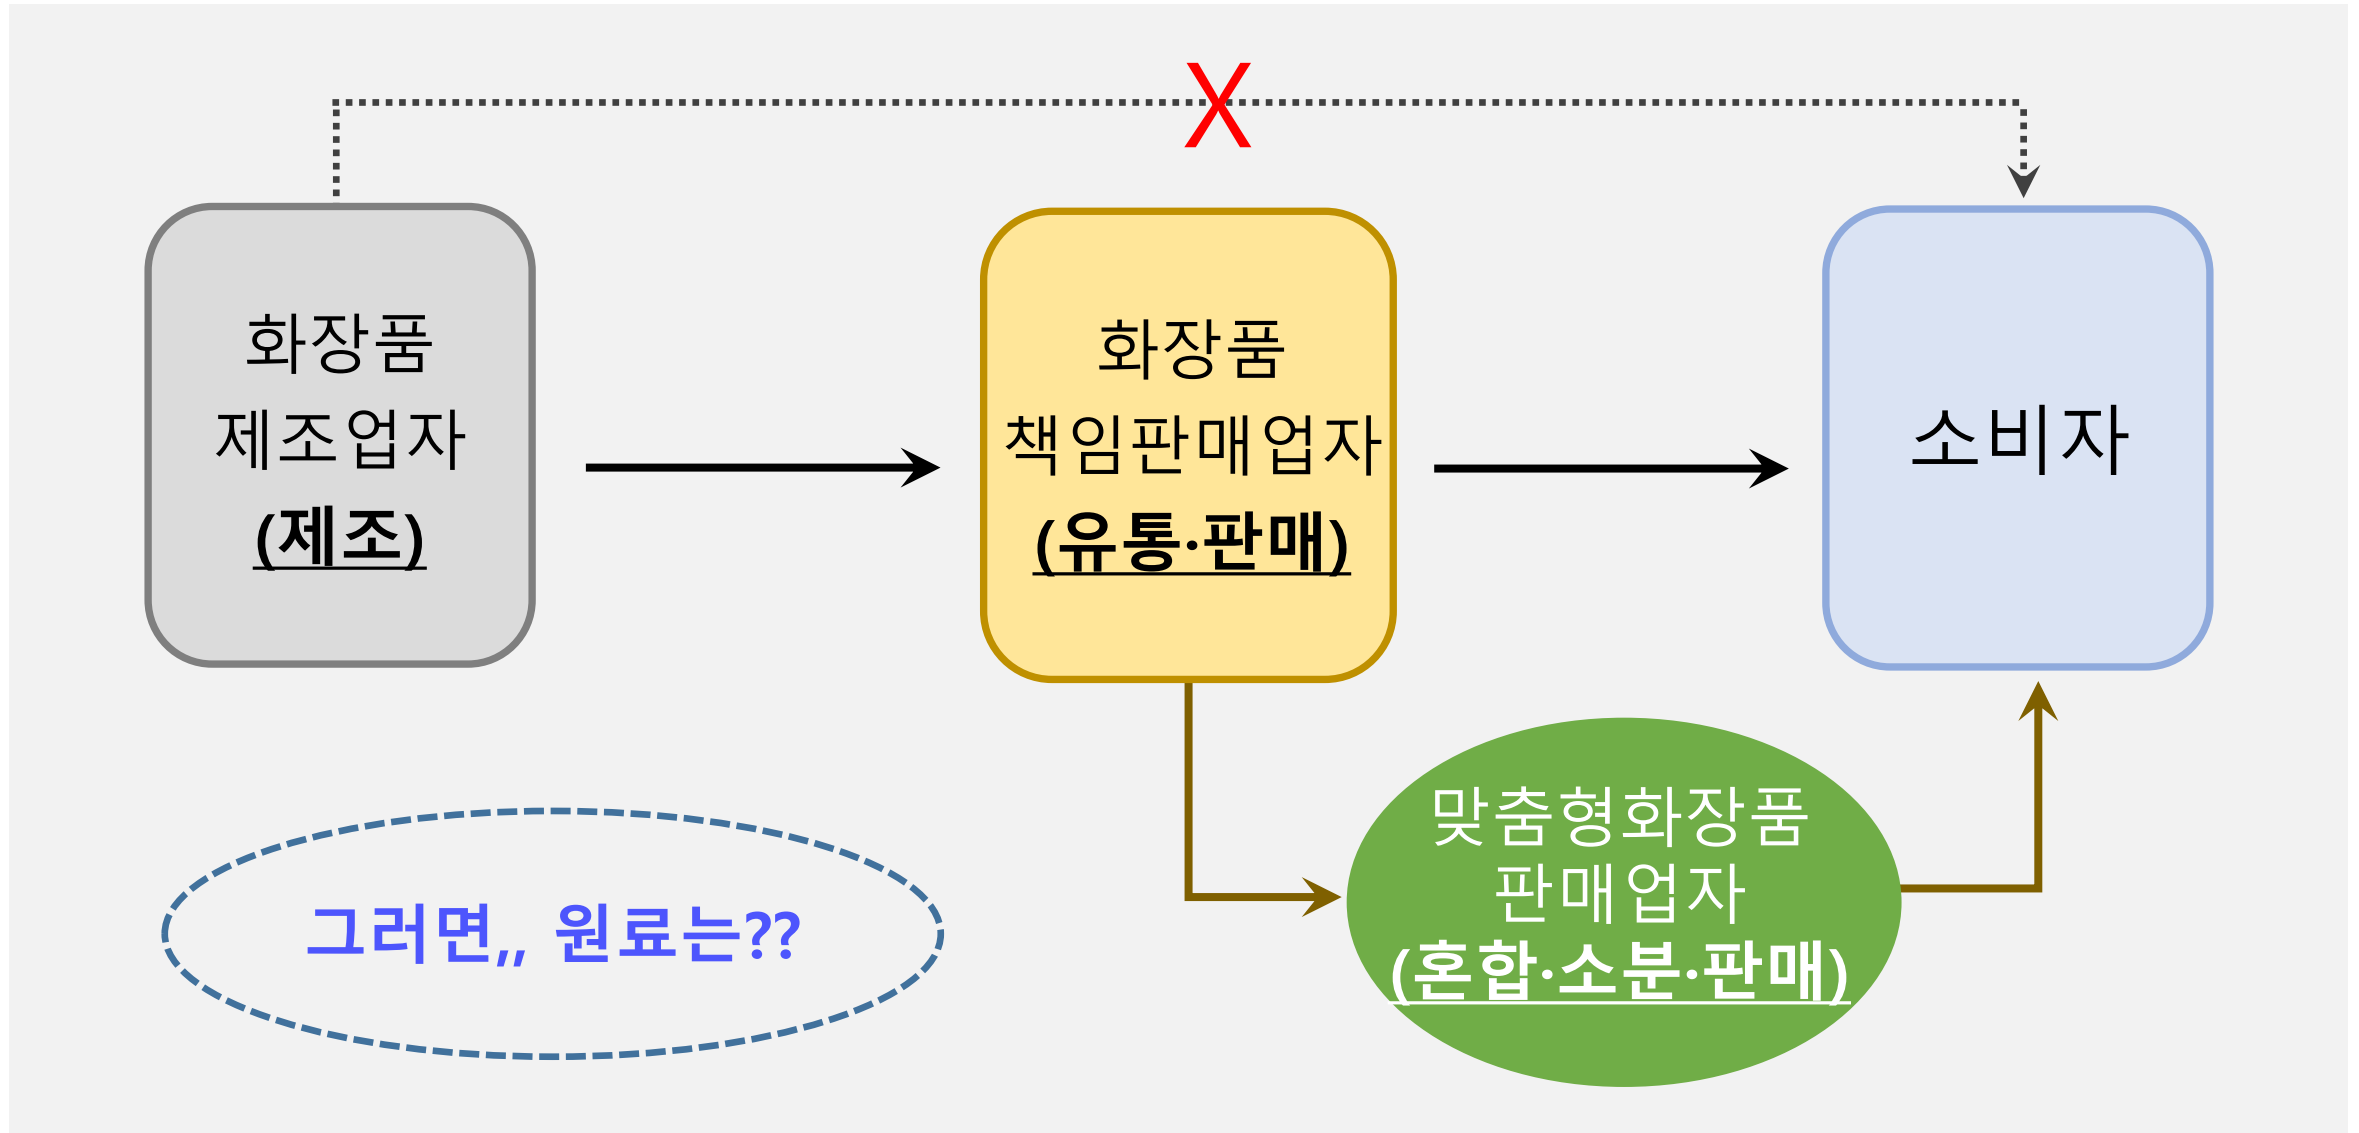 X
화장품
제조업자
(제조)
화장품
책임판매업자
(유통·판매)
소비자
맞춤형화장품
판매업자
(혼합·소분·판매)
그러면,, 원료는??